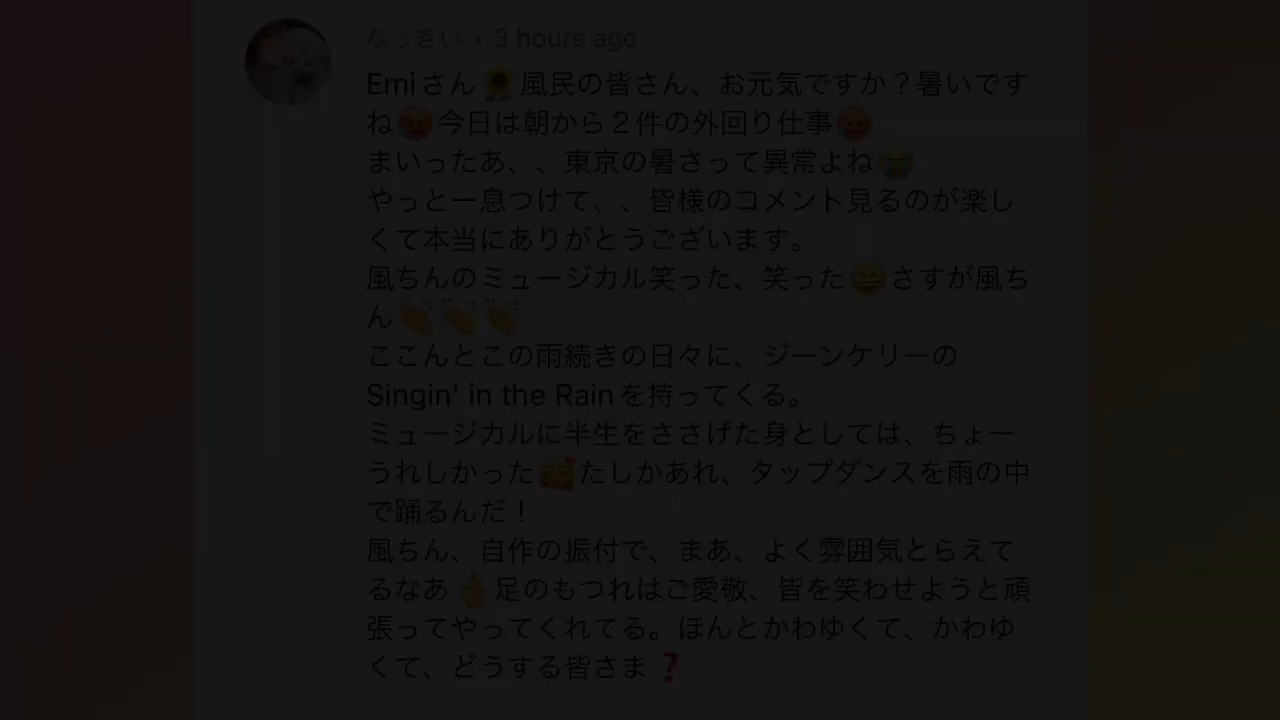 なっきい・3 hours ago
Emiさん🌻風民の皆さん、お元気ですか？暑いです
ね🥵今日は朝から２件の外回り仕事🥵
まいったあ、、東京の暑さって異常よね😭
やっと一息つけて、、皆様のコメント見るのが楽し
くて本当にありがとうございます。
風ちんのミュージカル笑った、笑った😄さすが風ち
ん👏👏👏
ここんとこの雨続きの日々に、ジーンケリーの
Singin' in the Rainを持ってくる。
ミュージカルに半生をささげた身としては、ちょー
うれしかった🥰たしかあれ、タップダンスを雨の中
で踊るんだ！
風ちん、自作の振付で、まあ、よく雰囲気とらえて
るなあ👌足のもつれはご愛敬、皆を笑わせようと頑
張ってやってくれてる。ほんとかわゆくて、かわゆ
くて、どうする皆さま❓